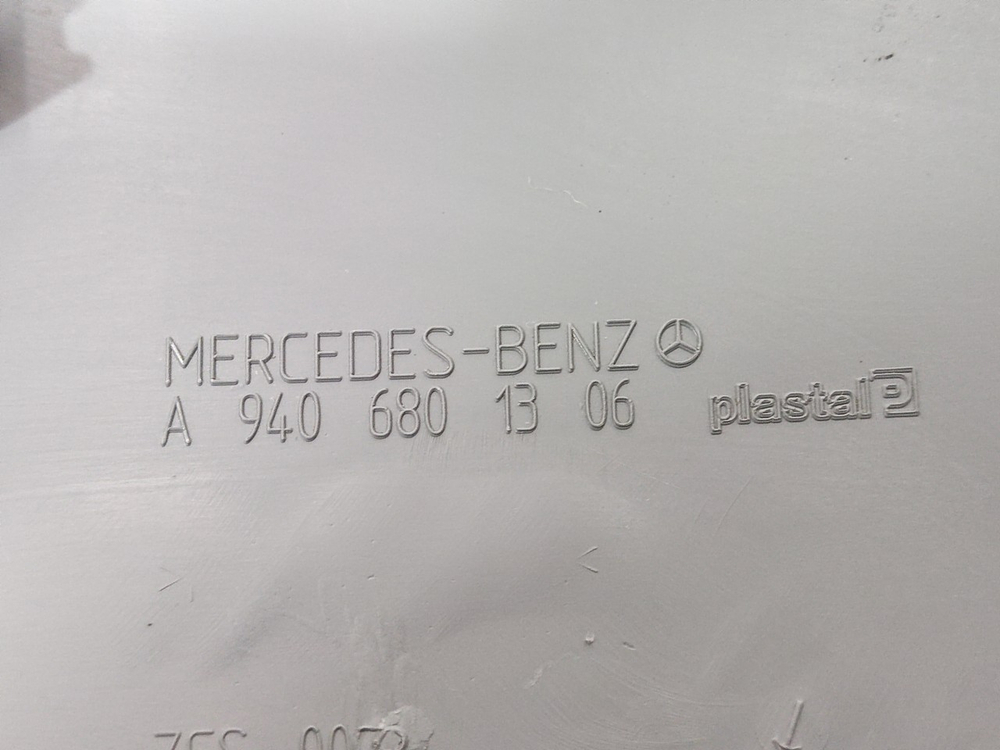 MERCEDES-BENZ
A 940 680 13 06
plastal